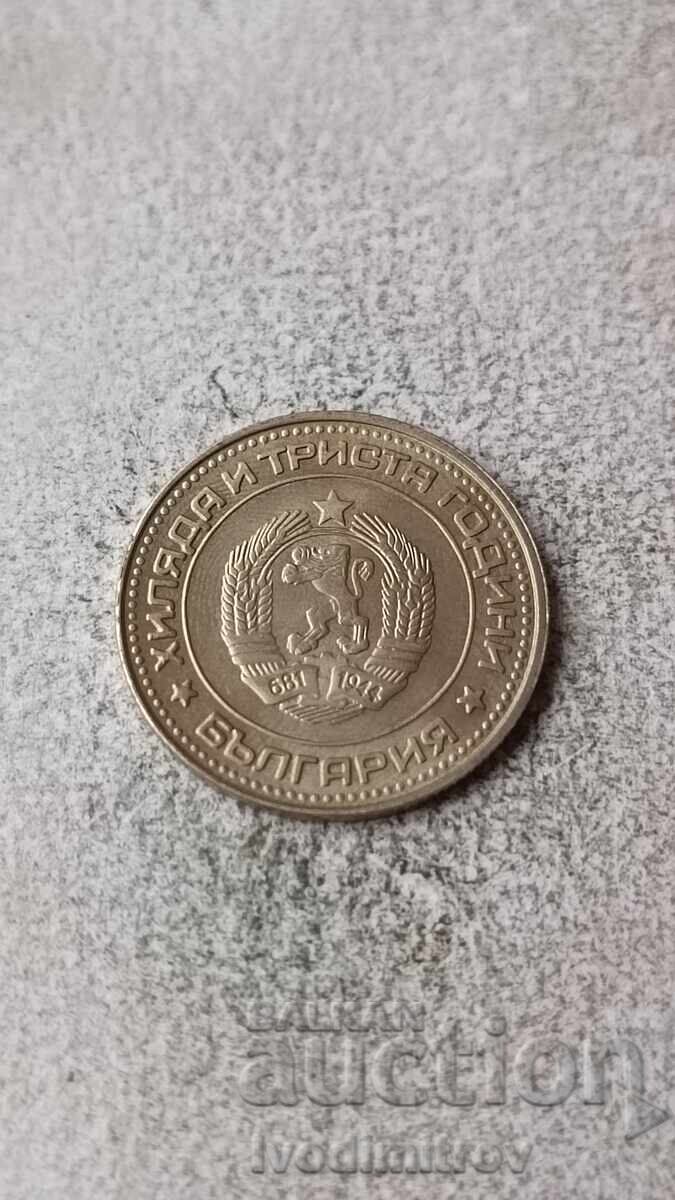 ХИЛЯДА И ТРИСТА ГОДИНИ
681 1944
БЪЛГАРИЯ
BALKAN
auction
Ivodimitrov